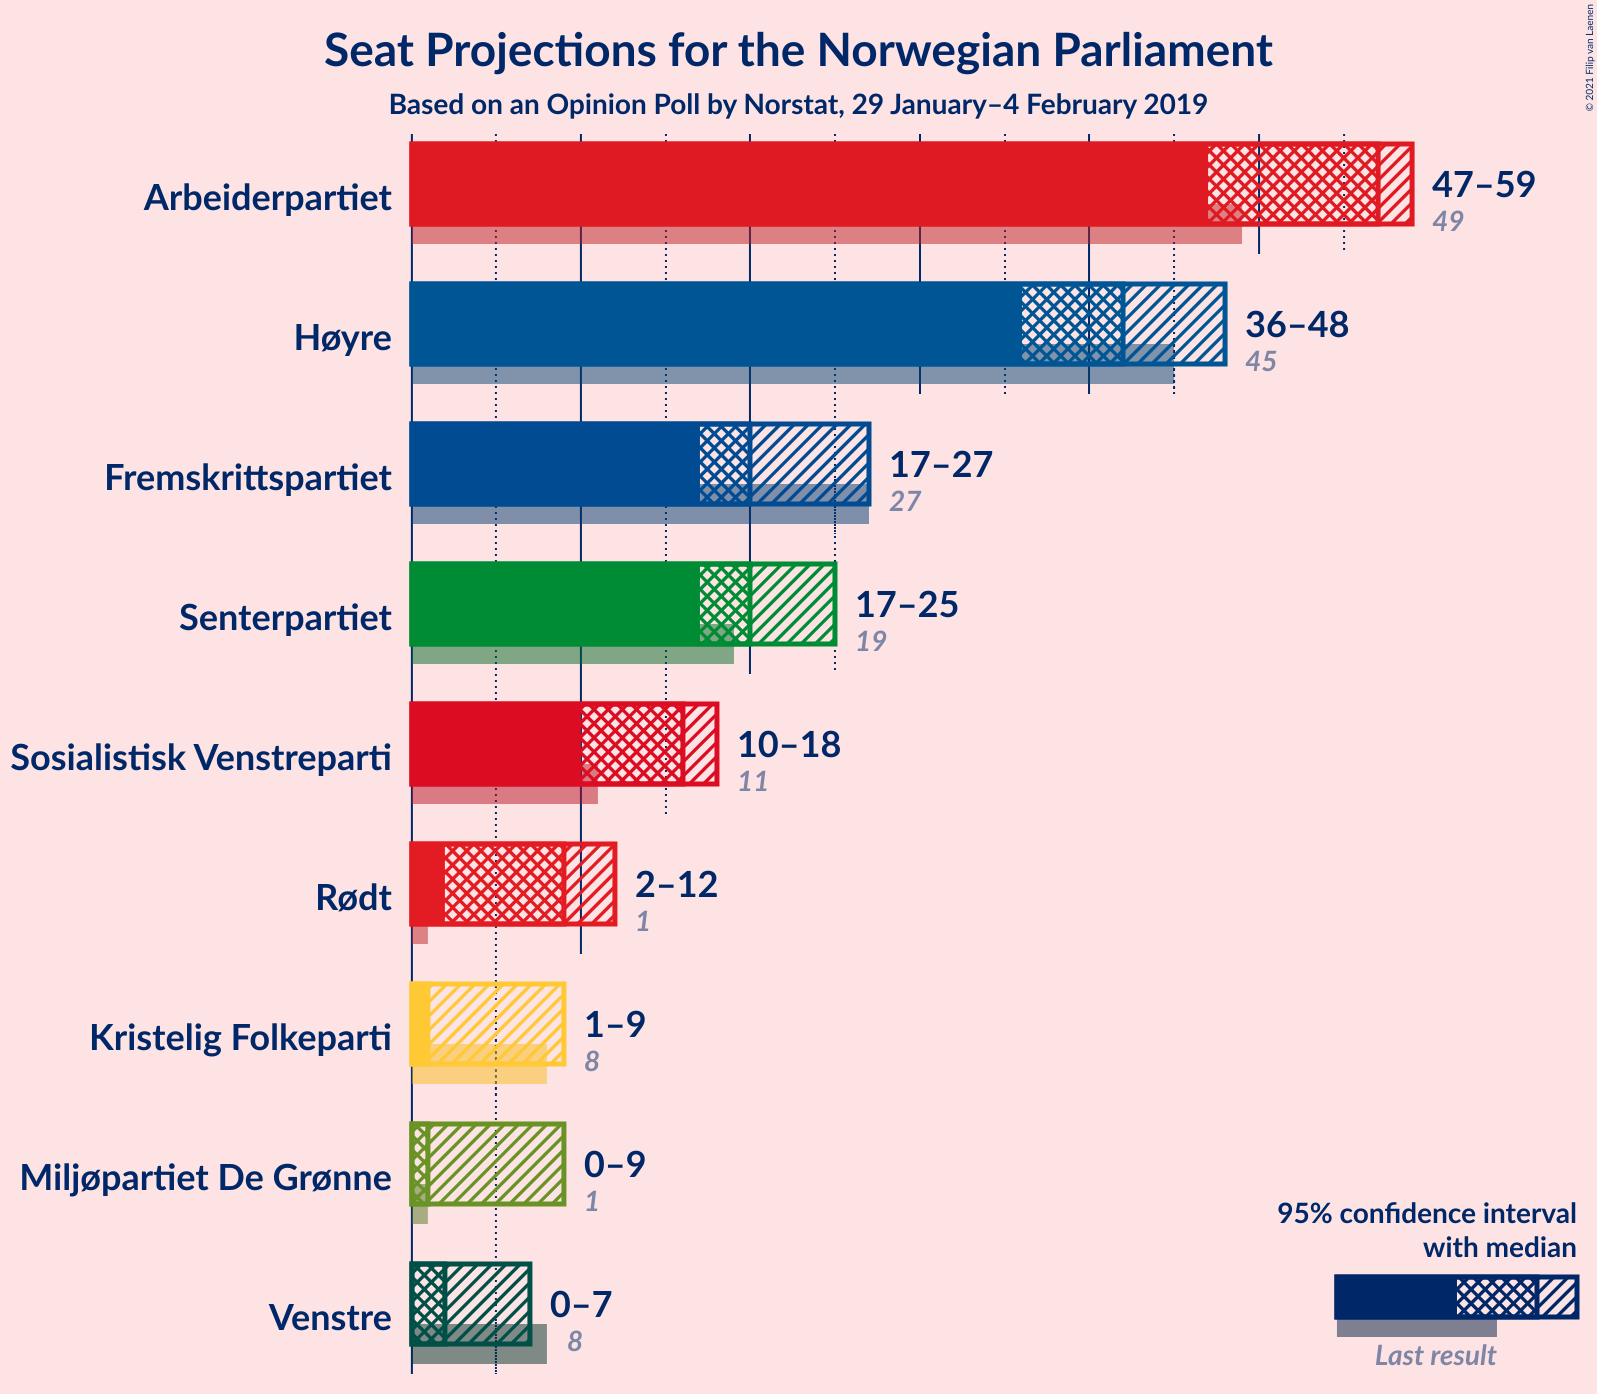 Seat Projections for the Norwegian Parliament
Based on an Opinion Poll by Norstat, 29 January–4 February 2019
© 2021 Filip van Laenen
Arbeiderpartiet
47–59
49
Høyre
36–48
45
Fremskrittspartiet
17–27
27
Senterpartiet
17–25
19
Sosialistisk Venstreparti
10–18
11
Rødt
2–12
1
Kristelig Folkeparti
1–9
8
Miljøpartiet De Grønne
0–9
1
Venstre
0–7
8
95% confidence interval
with median
Last result